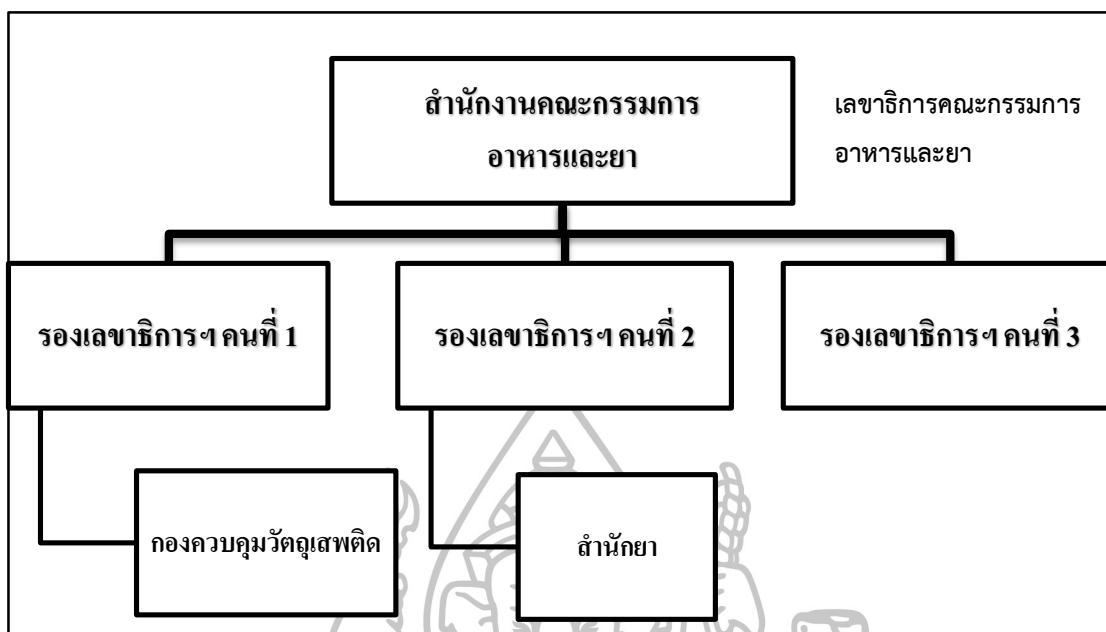 สำนักงานคณะกรรมการ
อาหารและยา
เลขาธิการคณะกรรมการ
อาหารและยา
รองเลขาธิการฯ คนที่ 1
รองเลขาธิการฯ คนที่ 2
รองเลขาธิการฯ คนที่ 3
กองควบคุมวัตถุเสพติด
สำนักยา